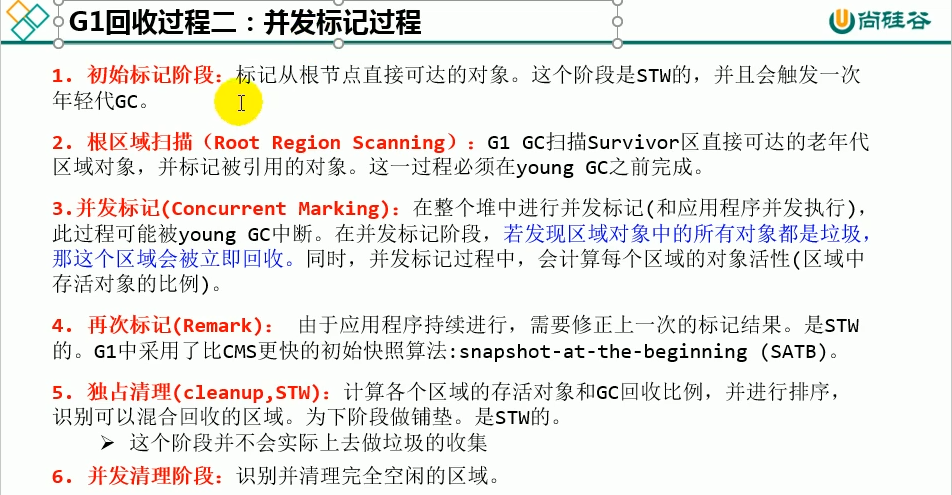 G1回收过程二：并发标记过程
尚硅谷
1. 初始标记阶段：标记从根节点直接可达的对象。这个阶段是STW的，并且会触发一次
年轻代GC。
2. 根区域扫描（Root Region Scanning）：G1 GC扫描Survivor区直接可达的老年代
区域对象，并标记被引用的对象。这一过程必须在young GC之前完成。
3.并发标记(Concurrent Marking)：在整个堆中进行并发标记(和应用程序并发执行)，
此过程可能被young GC中断。在并发标记阶段，若发现区域对象中的所有对象都是垃圾，
那这个区域会被立即回收。同时，并发标记过程中，会计算每个区域的对象活性(区域中
存活对象的比例)。
4. 再次标记(Remark)： 由于应用程序持续进行，需要修正上一次的标记结果。是STW
的。G1中采用了比CMS更快的初始快照算法:snapshot-at-the-beginning (SATB)。
5. 独占清理(cleanup,STW)：计算各个区域的存活对象和GC回收比例，并进行排序，
识别可以混合回收的区域。为下阶段做铺垫。是STW的。
➢ 这个阶段并不会实际上去做垃圾的收集
6. 并发清理阶段：识别并清理完全空闲的区域。